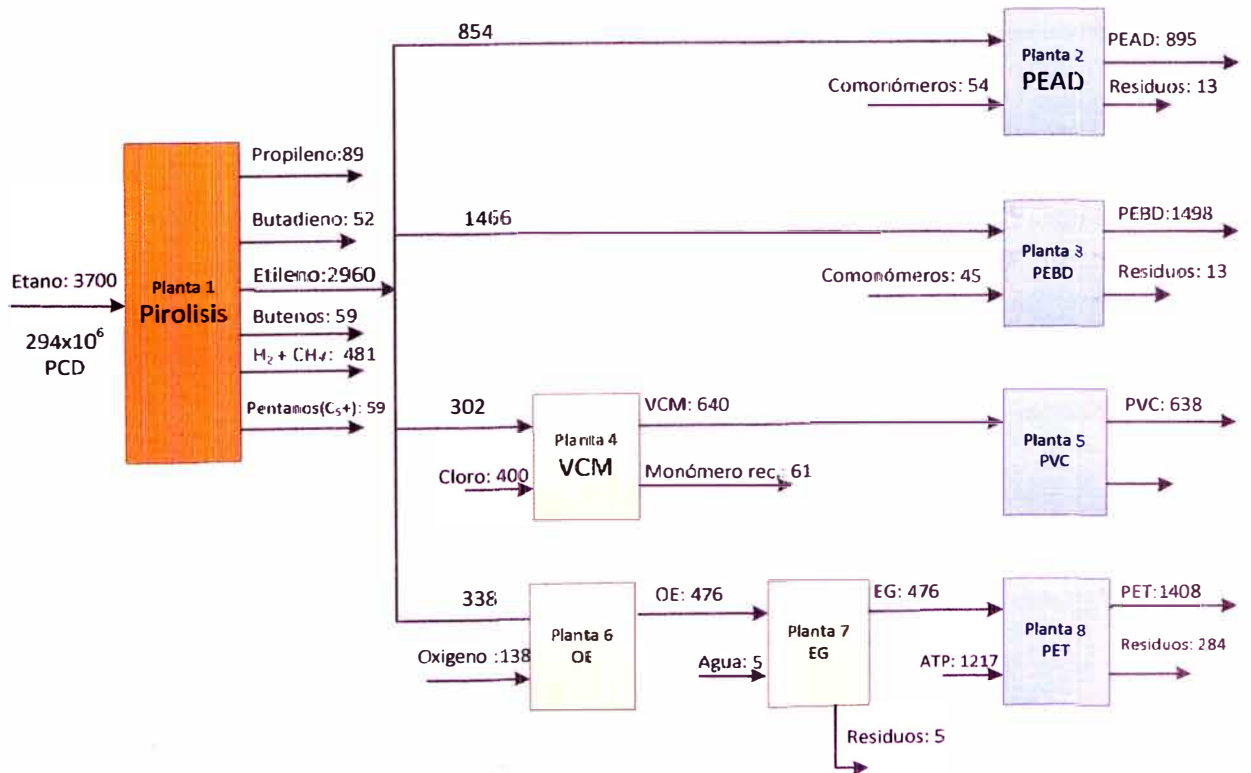 854
Planta 2
PEAD
PEAD: 895
Comonómeros: 54
Residuos: 13
Propileno:89
Butadieno: 52
Etileno:2960
Butenos: 59
H₂ + CH4: 481
Pentanos(C₅+): 59
Etano: 3700
294x10⁶
PCD
Planta 1
Pirolisis
1466
Planta 3
PEBD
PEBD:1498
Comonómeros: 45
Residuos: 13
302
Cloro: 400
Planta 4
VCM
VCM: 640
Monómero rec.: 61
Planta 5
PVC
PVC: 638
338
Oxigeno :138
Planta 6
OE
OE: 476
Agua: 5
Planta 7
EG
EG: 476
Residuos: 5
ATP: 1217
Planta 8
PET
PET:1408
Residuos: 284